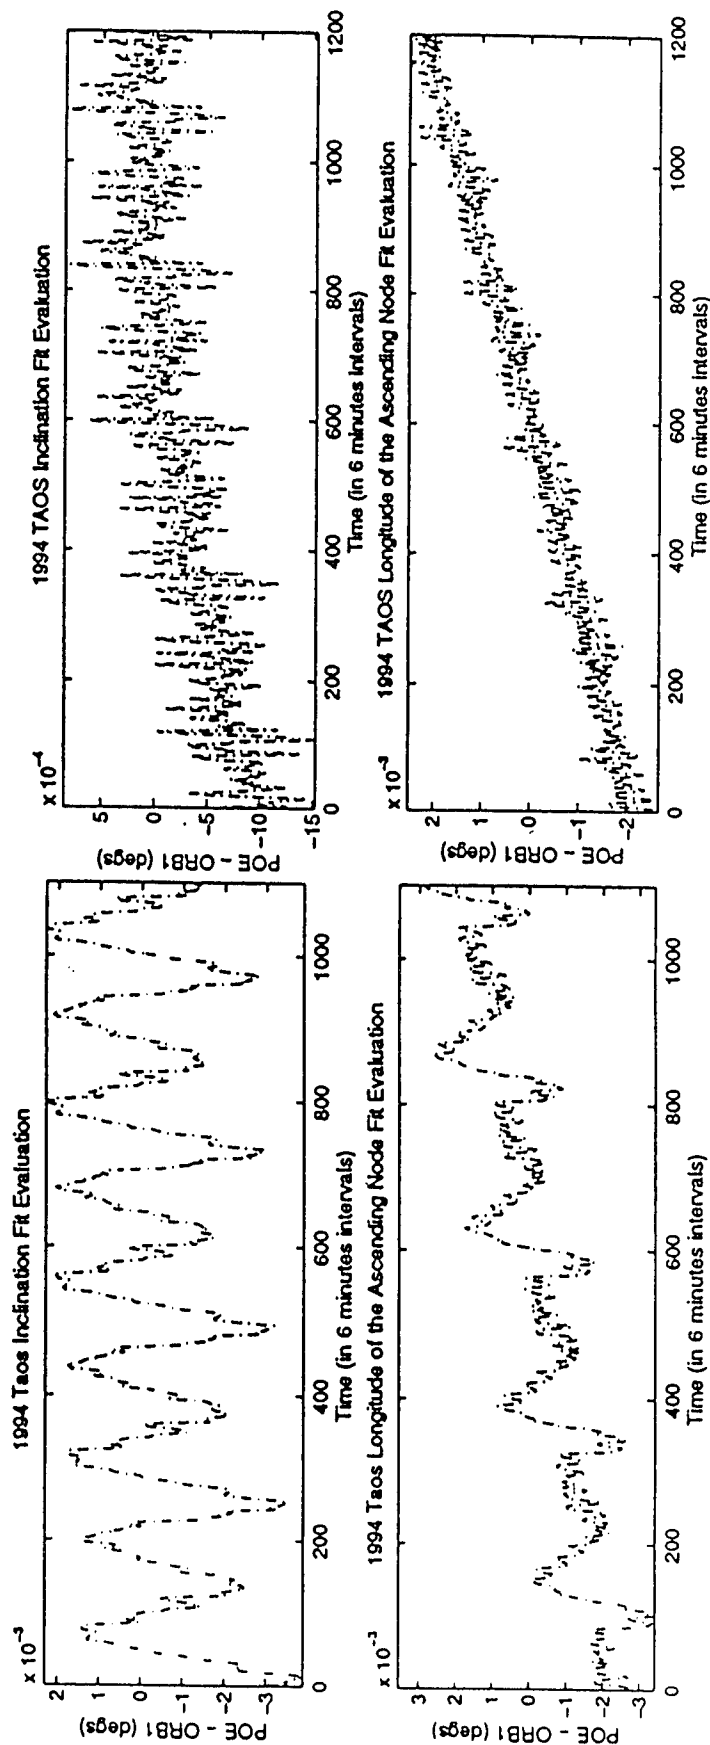 1994 Taos Inclination Fit Evaluation
x 10⁻³
2
1
0
-1
-2
-3
POE - ORB1 (degs)
0 200 400 600 800 1000
Time (in 6 minutes intervals)
1994 TAOS Inclination Fit Evaluation
x 10⁻⁴
5
0
-5
-10
-15
POE - ORB1 (degs)
0 200 400 600 800 1000 1200
Time (in 6 minutes intervals)
1994 Taos Longitude of the Ascending Node Fit Evaluation
x 10⁻³
3
2
1
0
-1
-2
-3
POE - ORB1 (degs)
0 200 400 600 800 1000
Time (in 6 minutes intervals)
1994 TAOS Longitude of the Ascending Node Fit Evaluation
x 10⁻³
2
1
0
-1
-2
POE - ORB1 (degs)
0 200 400 600 800 1000 1200
Time (in 6 minutes intervals)